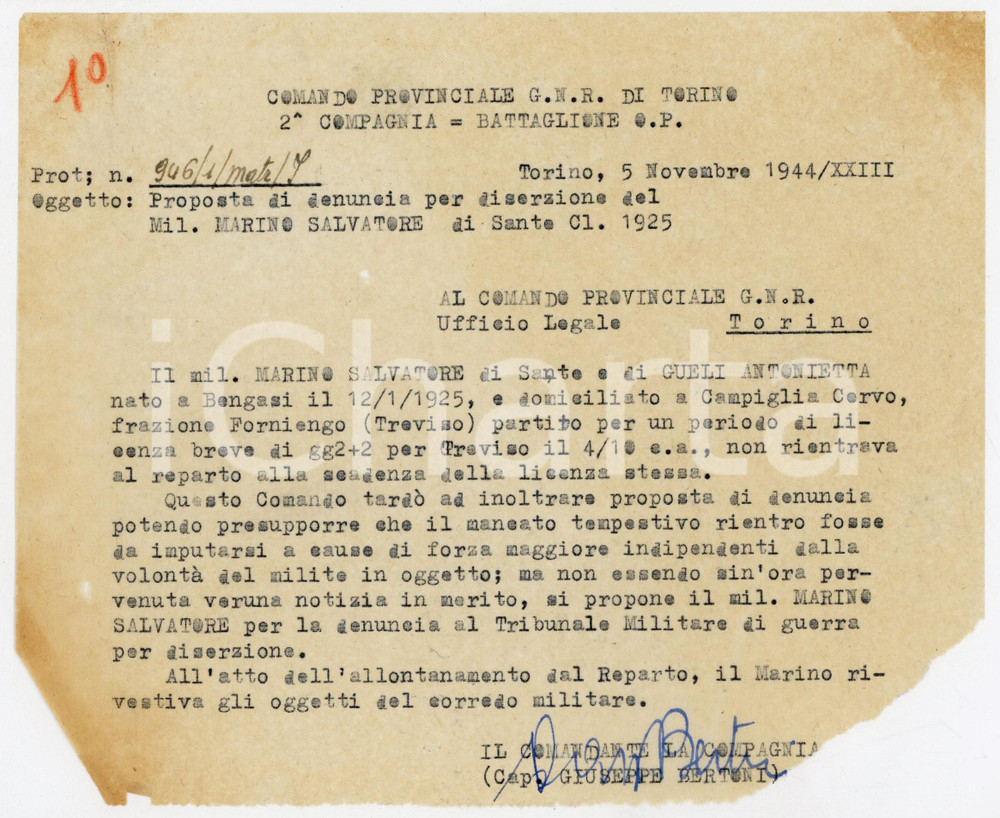 1º
COMANDO PROVINCIALE G.N.R. DI TORINO
2^ COMPAGNIA = BATTAGLIONE O.P.
Prot; n. 946/1/matr/S Torino, 5 Novembre 1944/XXIII
Oggetto: Proposta di denuncia per diserzione del
Mil. MARINO SALVATORE di Sante Cl. 1925
AL COMANDO PROVINCIALE G.N.R.
Ufficio Legale Torino
iCharta
Il mil. MARINO SALVATORE di Sante e di GUELI ANTONIETTA
nato a Bengasi il 12/1/1925, e domiciliato a Campiglia Cervo,
frazione Forniengo (Treviso) partito per un periodo di li-
cenza breve di gg2+2 per Treviso il 4/10 c.a., non rientrava
al reparto alla scadenza della licenza stessa.
Questo Comando tardò ad inoltrare proposta di denuncia
potendo presupporre che il mancato tempestivo rientro fosse
da imputarsi a cause di forza maggiore indipendenti dalla
volontà del milite in oggetto; ma non essendo sin'ora per-
venuta veruna notizia in merito, si propone il mil. MARINO
SALVATORE per la denuncia al Tribunale Militare di guerra
per diserzione.
All'atto dell'allontanamento dal Reparto, il Marino ri-
vestiva gli oggetti del corredo militare.
IL COMANDANTE LA COMPAGNIA
(Cap. GIUSEPPE BERTONI)